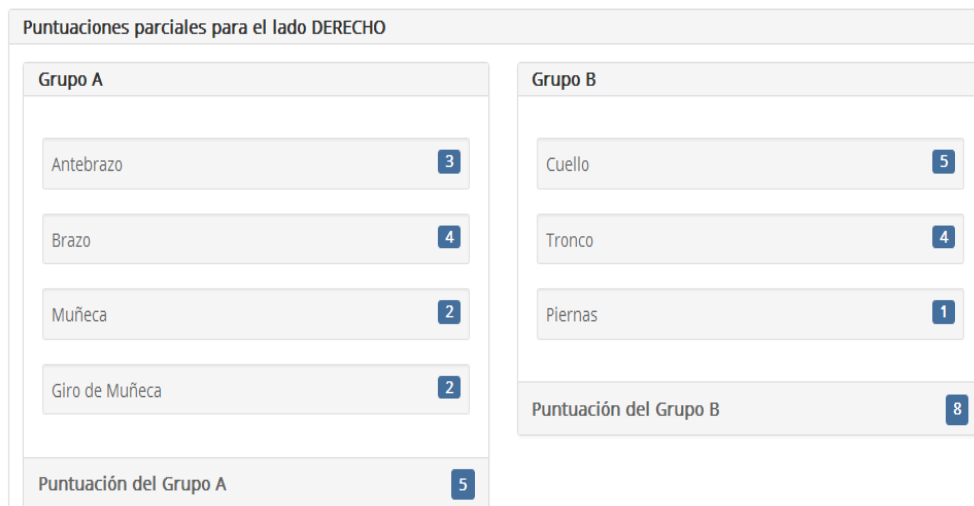 Puntuaciones parciales para el lado DERECHO
Grupo A
Antebrazo 3
Brazo 4
Muñeca 2
Giro de Muñeca 2
Puntuación del Grupo A 5
Grupo B
Cuello 5
Tronco 4
Piernas 1
Puntuación del Grupo B 8